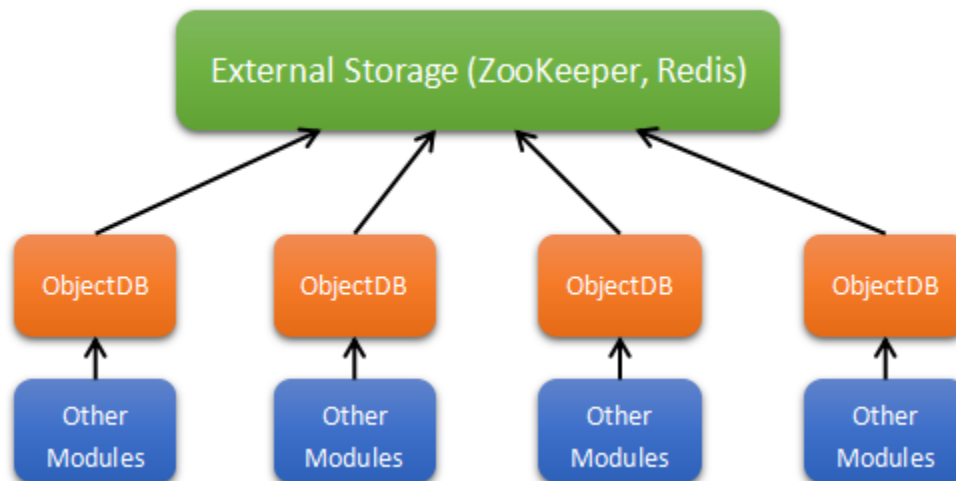 External Storage (ZooKeeper, Redis)
ObjectDB
ObjectDB
ObjectDB
ObjectDB
Other
Modules
Other
Modules
Other
Modules
Other
Modules